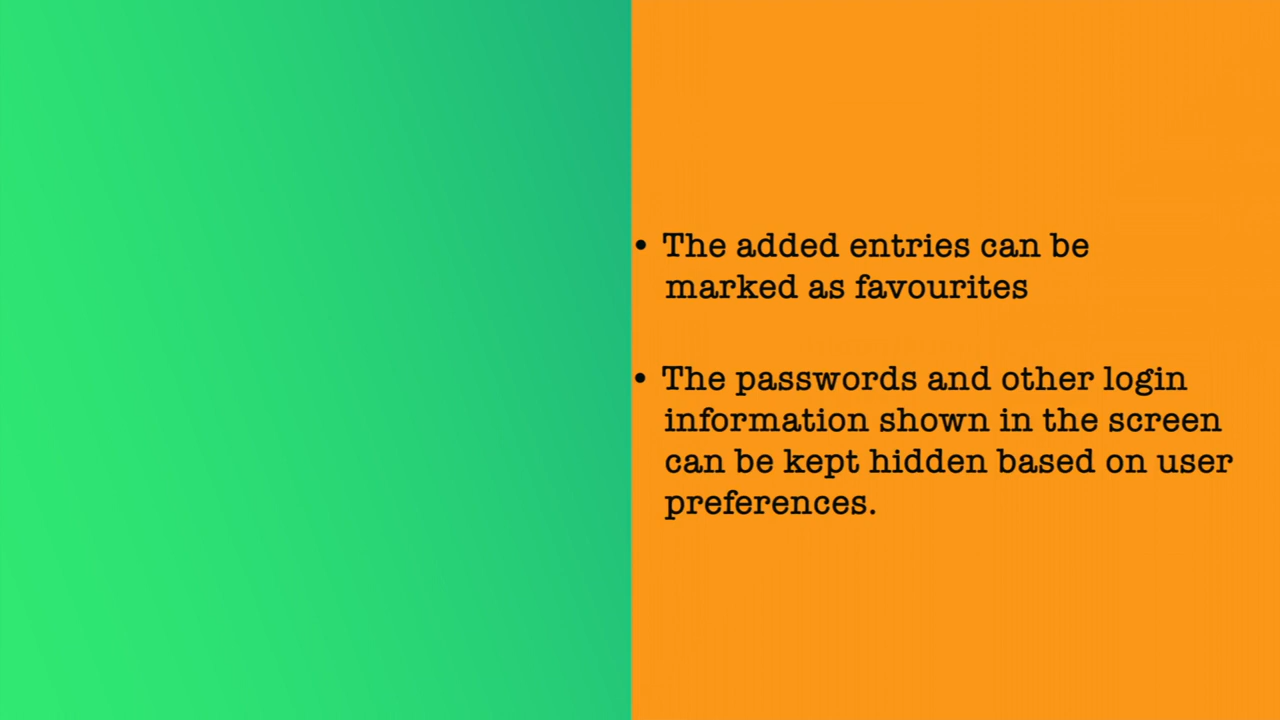 • The added entries can be
marked as favourites
• The passwords and other login
information shown in the screen
can be kept hidden based on user
preferences.